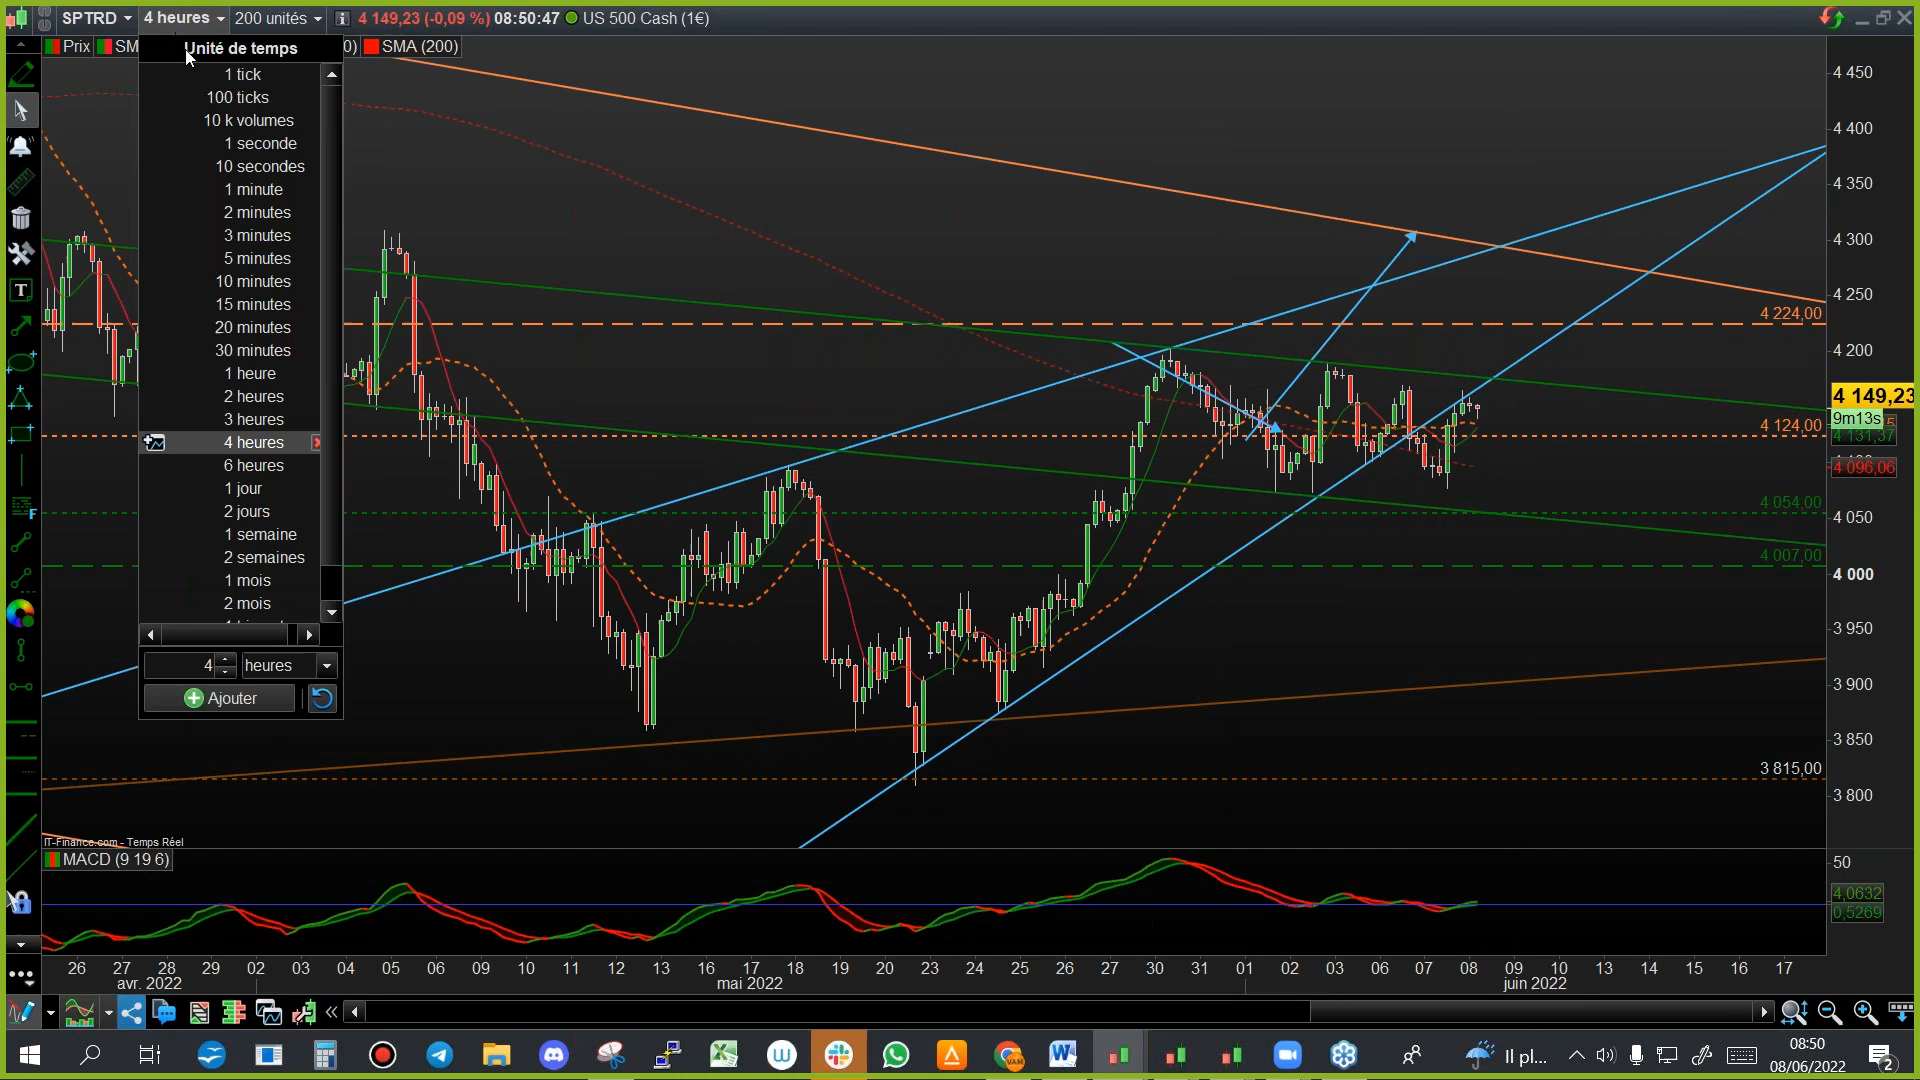 SPTRD 4 heures 200 unités 4 149,23 (-0,09 %) 08:50:47 US 500 Cash (1€)
Prix SM 0) SMA (200)
Unité de temps
1 tick
100 ticks
10 k volumes
1 seconde
10 secondes
1 minute
2 minutes
3 minutes
5 minutes
10 minutes
15 minutes
20 minutes
30 minutes
1 heure
2 heures
3 heures
4 heures
6 heures
1 jour
2 jours
1 semaine
2 semaines
1 mois
2 mois
4 heures
Ajouter
T
F
4 450
4 400
4 350
4 300
4 250
4 224,00
4 200
4 149,23
9m13s
4 124,00
4 131,37
4 096,06
4 054,00
4 050
4 007,00
4 000
3 950
3 900
3 850
3 815,00
3 800
IT-Finance.com - Temps Réel
MACD (9 19 6)
50
4,0632
0,5269
26 27 28 29 02 03 04 05 06 09 10 11 12 13 16 17 18 19 20 23 24 25 26 27 30 31 01 02 03 06 07 08 09 10 13 14 15 16 17
avr. 2022 mai 2022 juin 2022
Il pl...
08:50
08/06/2022
2